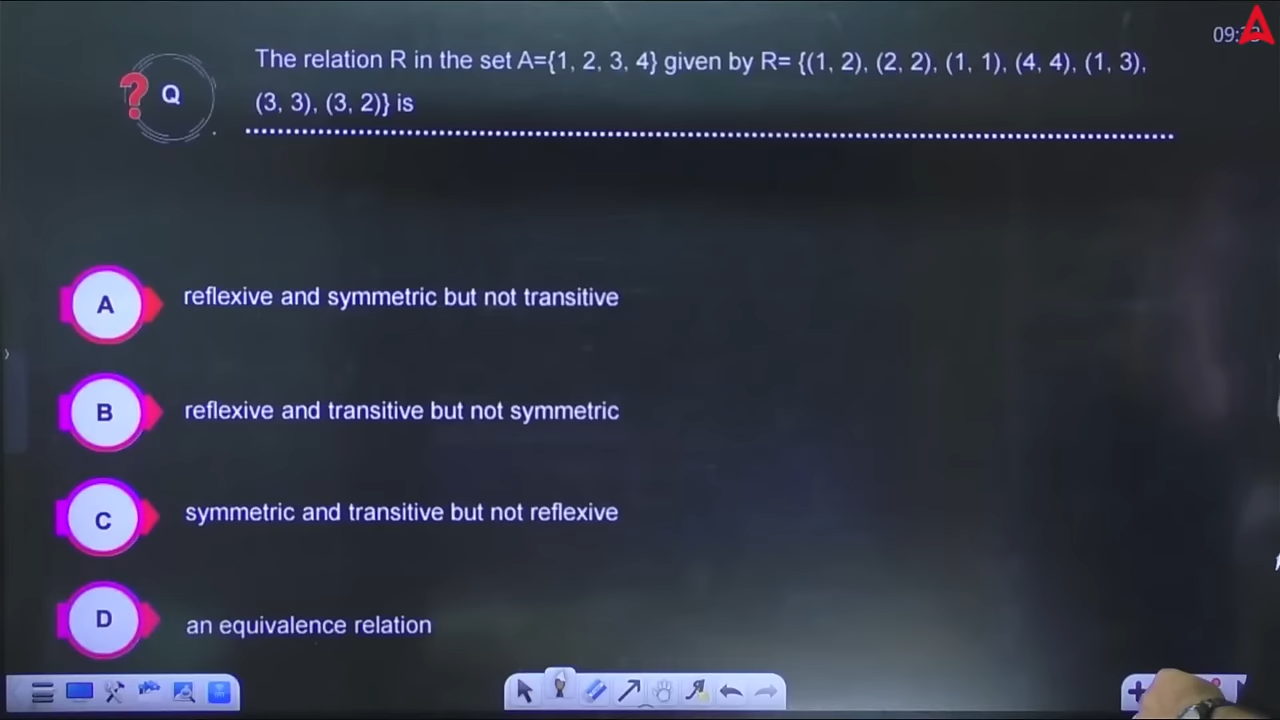 09:
Q
The relation R in the set A={1, 2, 3, 4} given by R= {(1, 2), (2, 2), (1, 1), (4, 4), (1, 3),
(3, 3), (3, 2)} is
A
reflexive and symmetric but not transitive
B
reflexive and transitive but not symmetric
C
symmetric and transitive but not reflexive
D
an equivalence relation